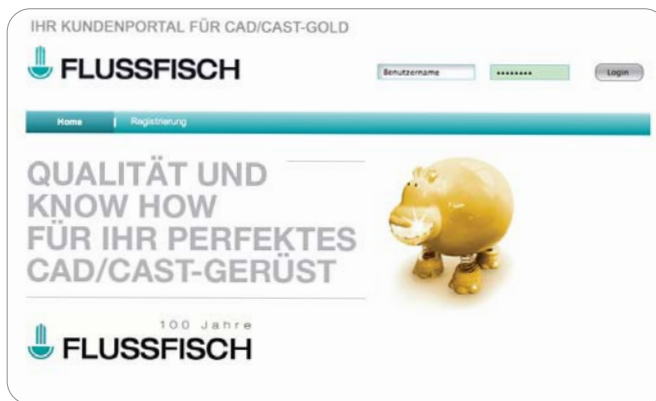 IHR KUNDENPORTAL FÜR CAD/CAST-GOLD
FLUSSFISCH
Benutzername
••••••••
Login
Home | Registrierung
QUALITÄT UND
KNOW HOW
FÜR IHR PERFEKTES
CAD/CAST-GERÜST
100 Jahre
FLUSSFISCH